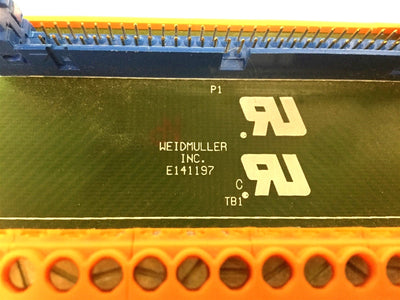 P1
WEIDMULLER
INC.
E141197
C
TB1